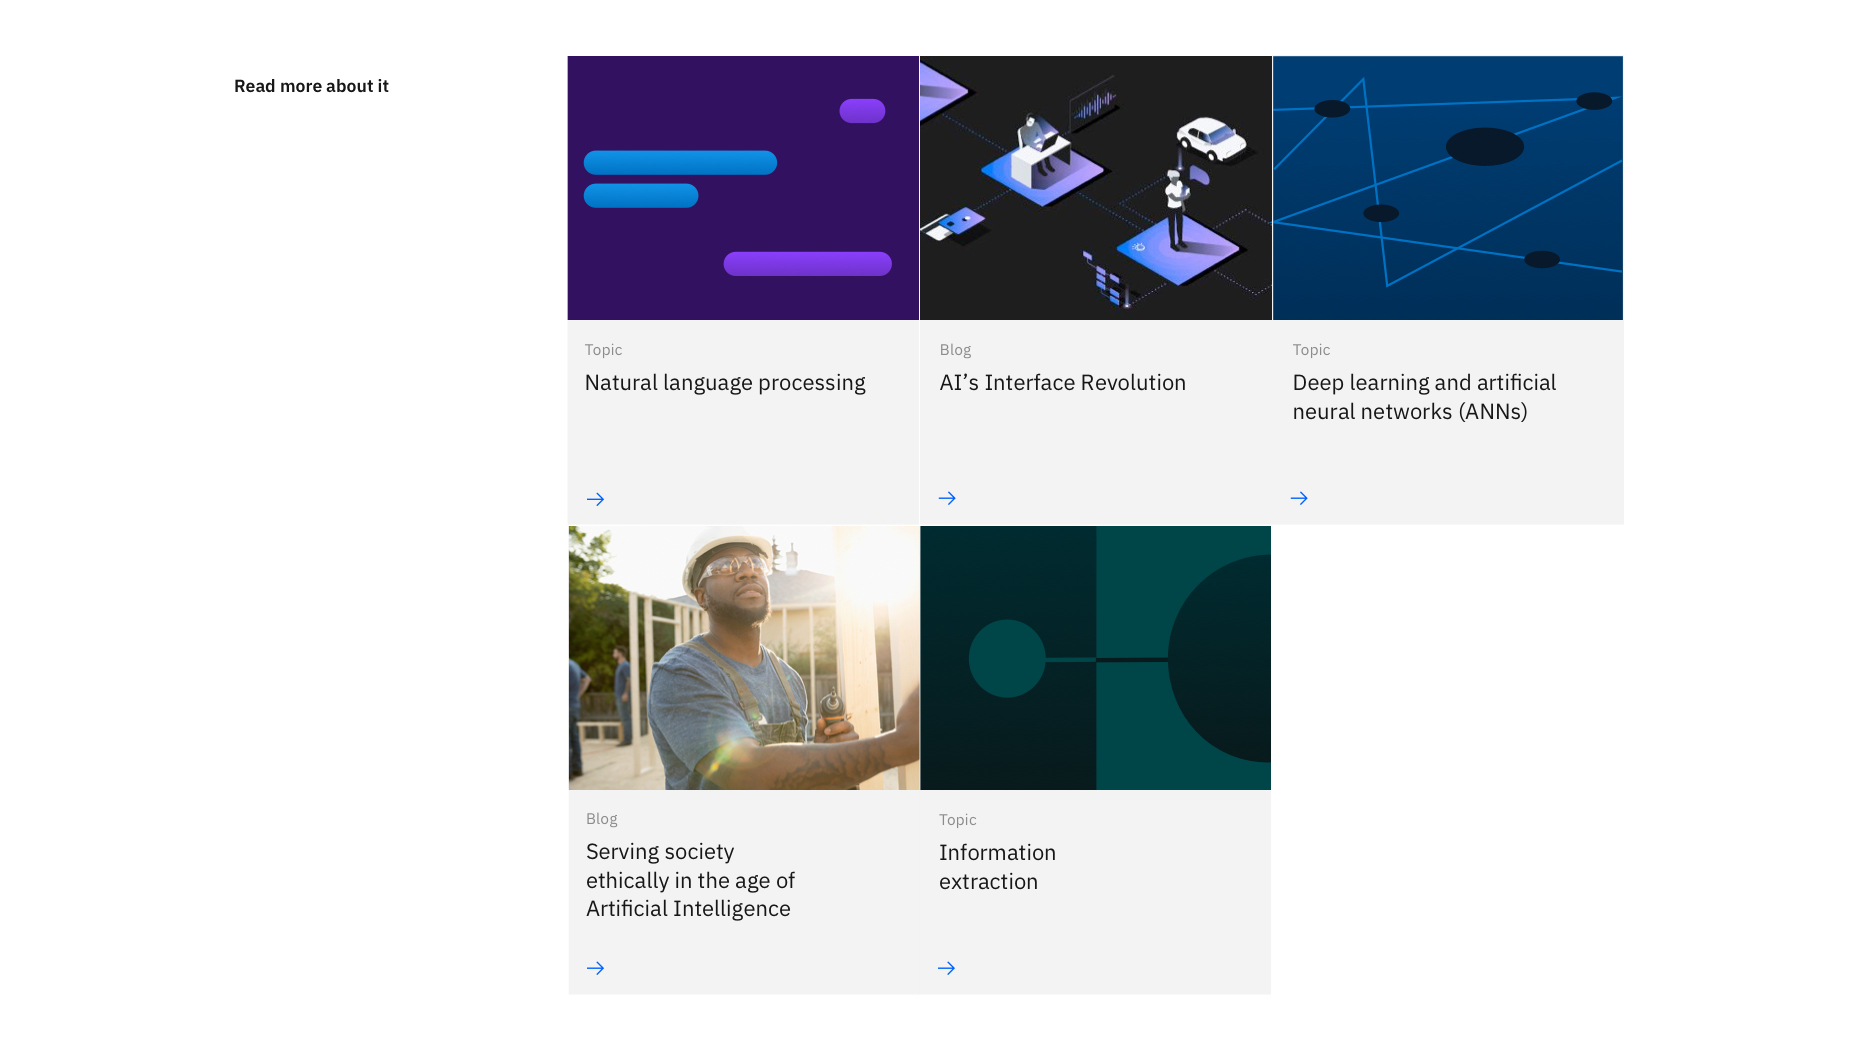 Read more about it
Topic
Natural language processing
Blog
AI’s Interface Revolution
Topic
Deep learning and artificial
neural networks (ANNs)
Blog
Serving society
ethically in the age of
Artificial Intelligence
Topic
Information
extraction